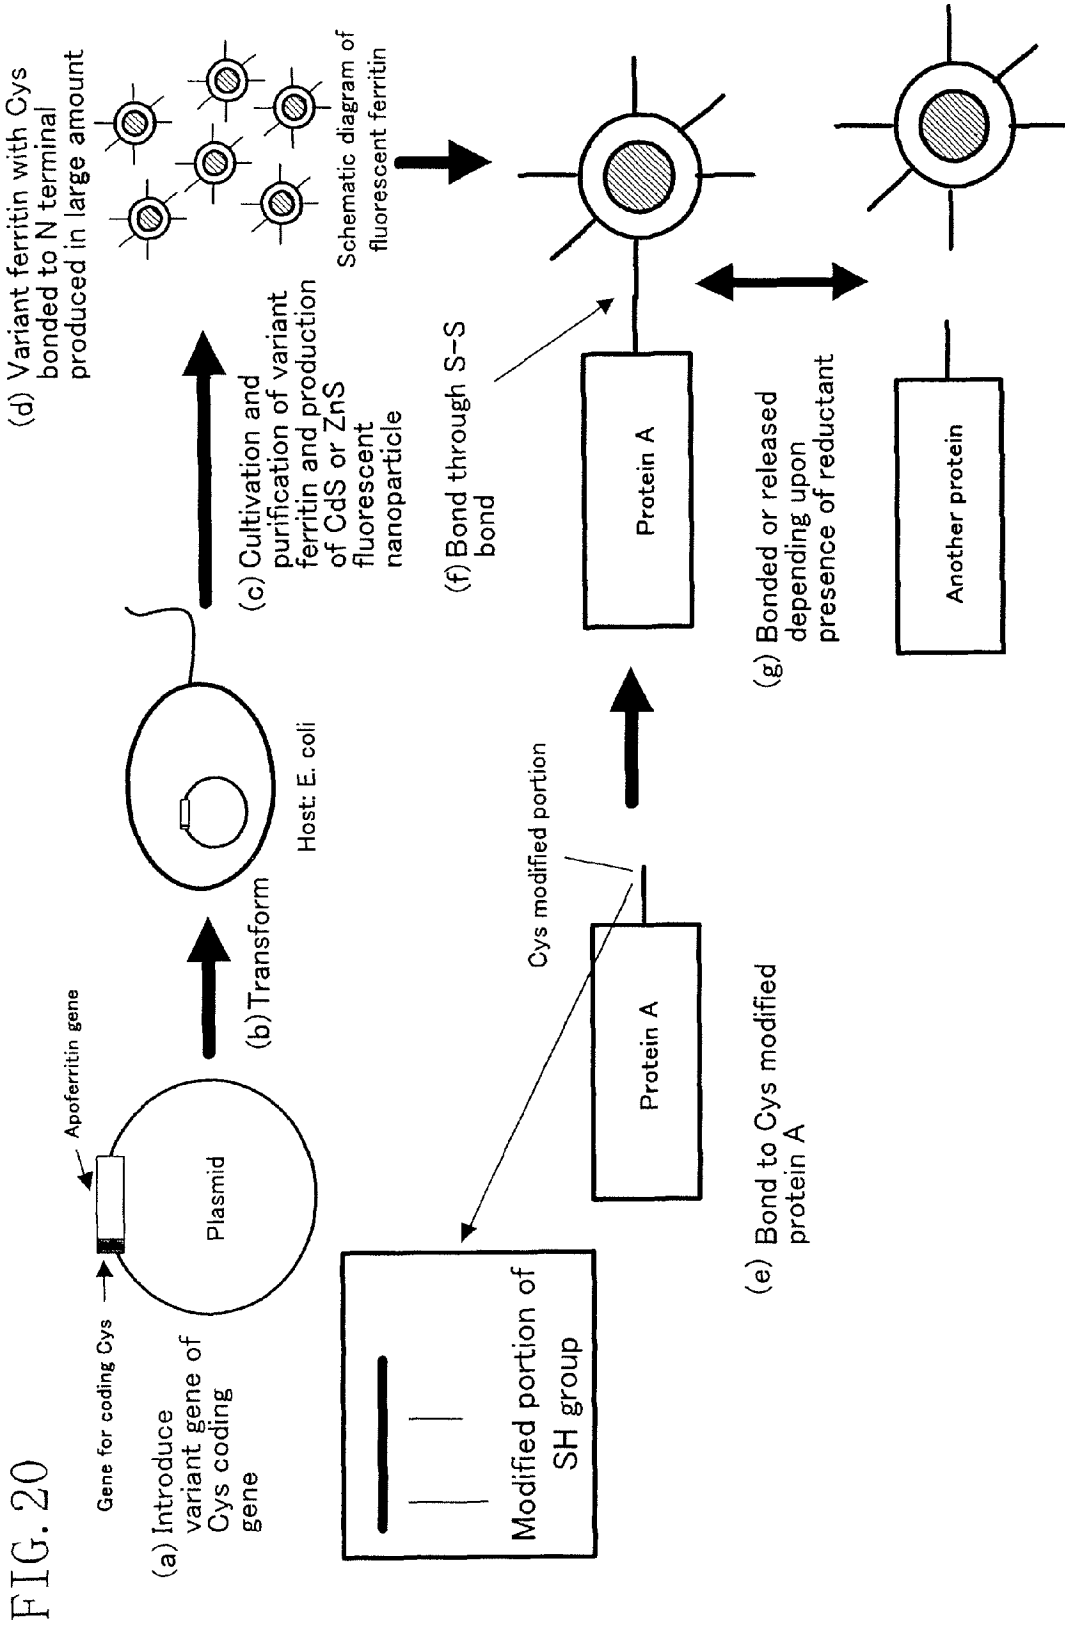 FIG. 20
Gene for coding Cys
Apoferritin gene
Plasmid
(a) Introduce
variant gene of
Cys coding
gene
(b) Transform
Host: E. coli
(c) Cultivation and
purification of variant
ferritin and production
of CdS or ZnS
fluorescent
nanoparticle
(d) Variant ferritin with Cys
bonded to N terminal
produced in large amount
Schematic diagram of
fluorescent ferritin
Modified portion of
SH group
Cys modified portion
Protein A
(e) Bond to Cys modified
protein A
(f) Bond through S-S
bond
Protein A
(g) Bonded or released
depending upon
presence of reductant
Another protein